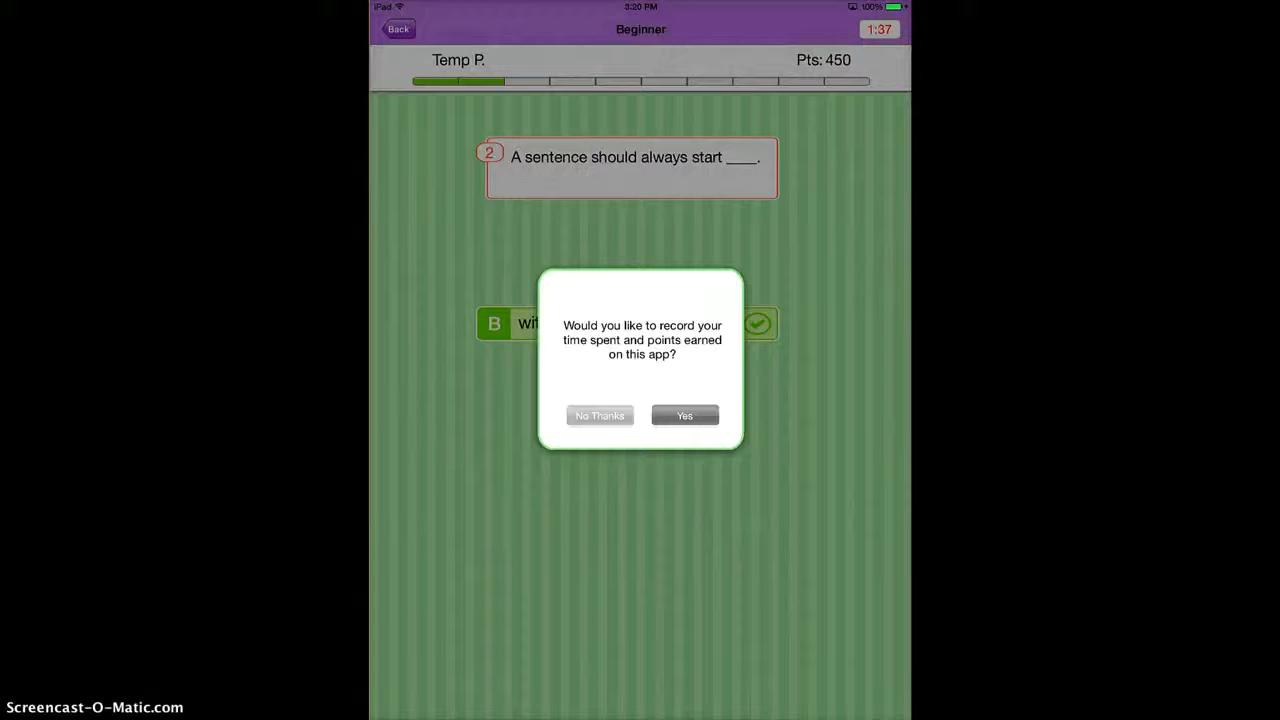 iPad 3:20 PM 100%
Back Beginner 1:37
Temp P. Pts: 450
2 A sentence should always start ____.
B
Would you like to record your
time spent and points earned
on this app?
No Thanks Yes
Screencast-O-Matic.com